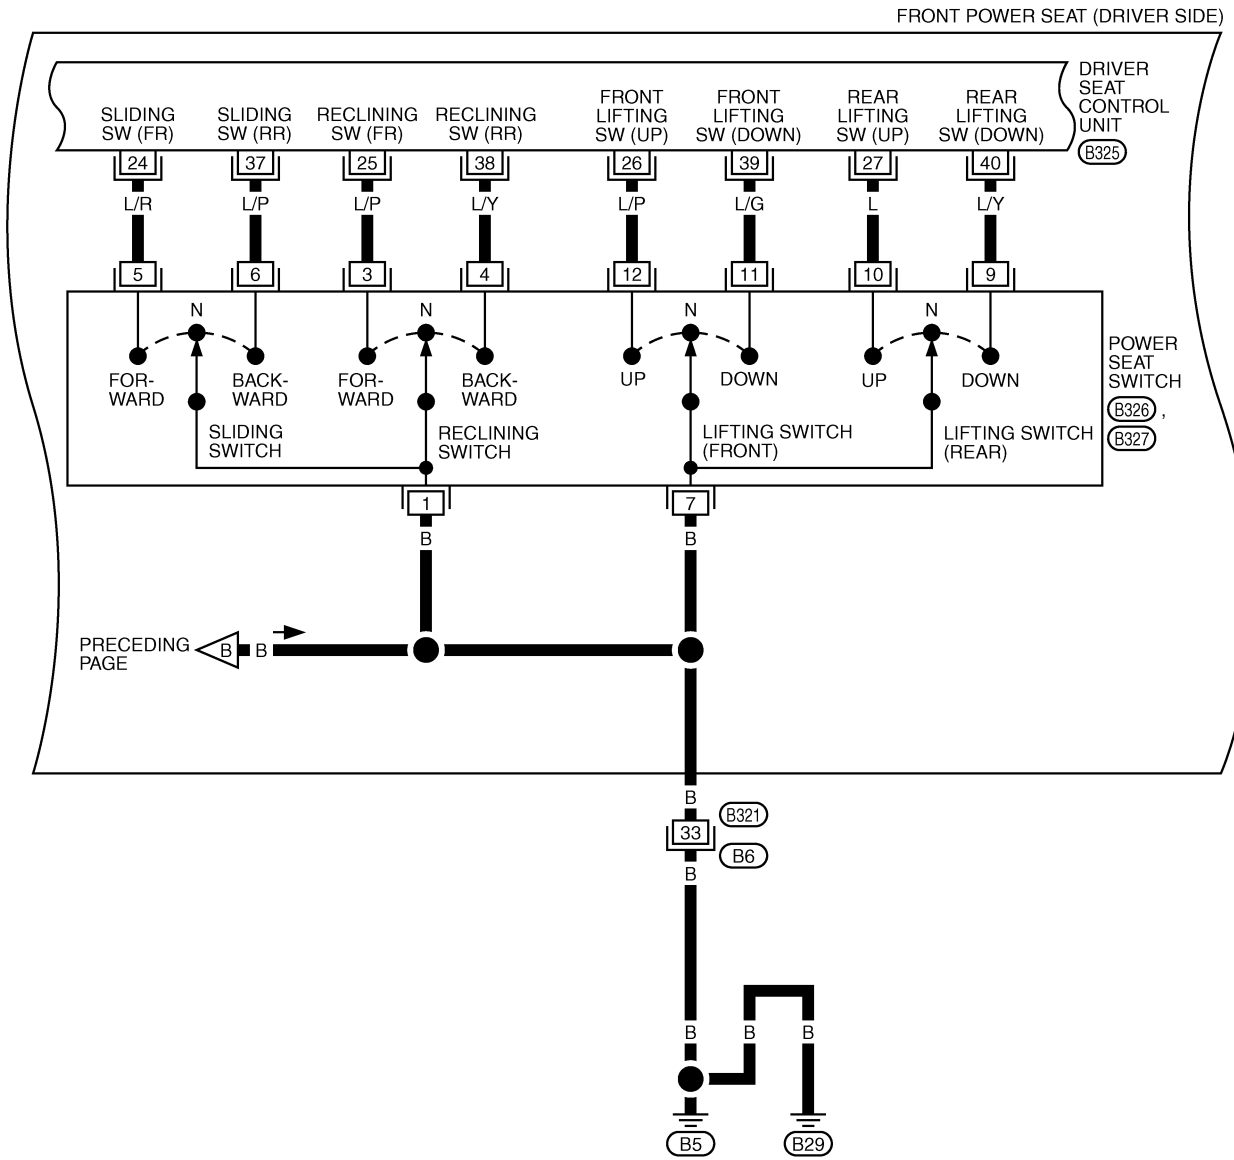 FRONT POWER SEAT (DRIVER SIDE)
DRIVER
SEAT
CONTROL
UNIT
B325
SLIDING
SW (FR)
SLIDING
SW (RR)
RECLINING
SW (FR)
RECLINING
SW (RR)
FRONT
LIFTING
SW (UP)
FRONT
LIFTING
SW (DOWN)
REAR
LIFTING
SW (UP)
REAR
LIFTING
SW (DOWN)
24 37 25 38 26 39 27 40
L/R L/P L/P L/Y L/P L/G L L/Y
5 6 3 4 12 11 10 9
N N N N
FOR-
WARD
BACK-
WARD
FOR-
WARD
BACK-
WARD
UP DOWN UP DOWN
SLIDING
SWITCH
RECLINING
SWITCH
LIFTING SWITCH
(FRONT)
LIFTING SWITCH
(REAR)
POWER
SEAT
SWITCH
B326 ,
B327
1 7
B B
PRECEDING
PAGE
B B
B
B321
33
B6
B
B B B
B5 B29